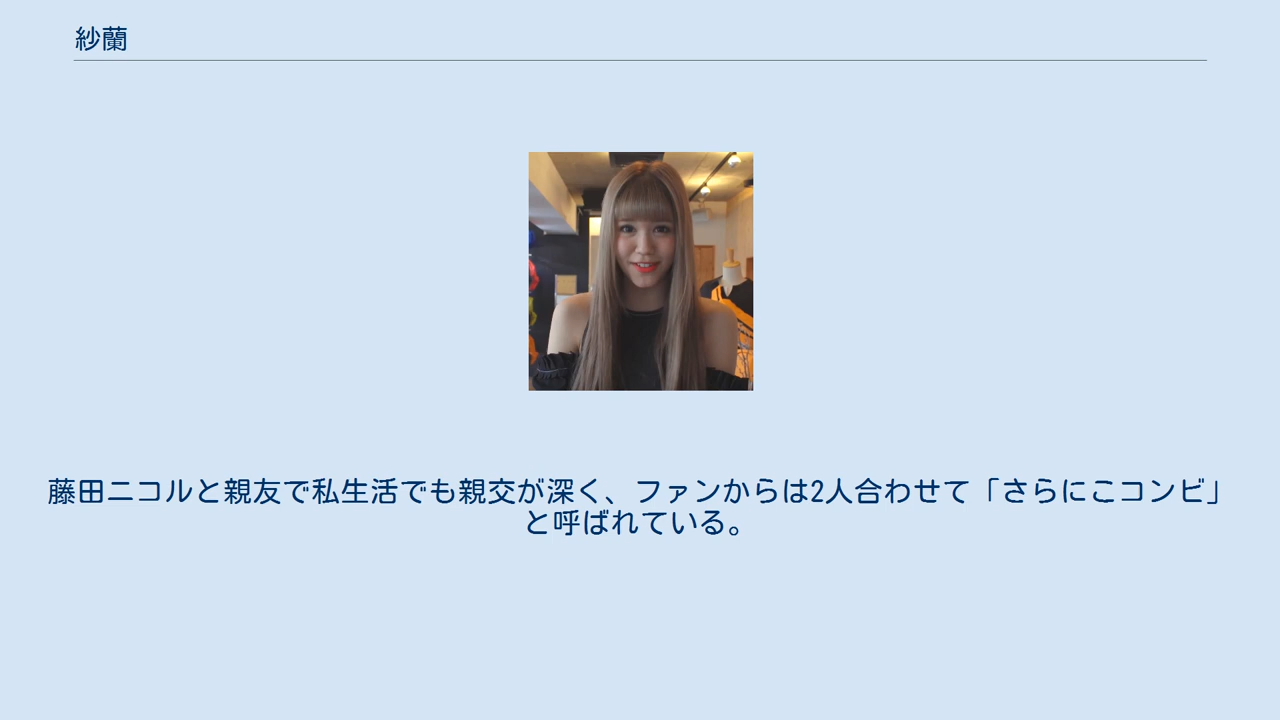 紗蘭
藤田ニコルと親友で私生活でも親交が深く、ファンからは2人合わせて「さらにこコンビ」
と呼ばれている。